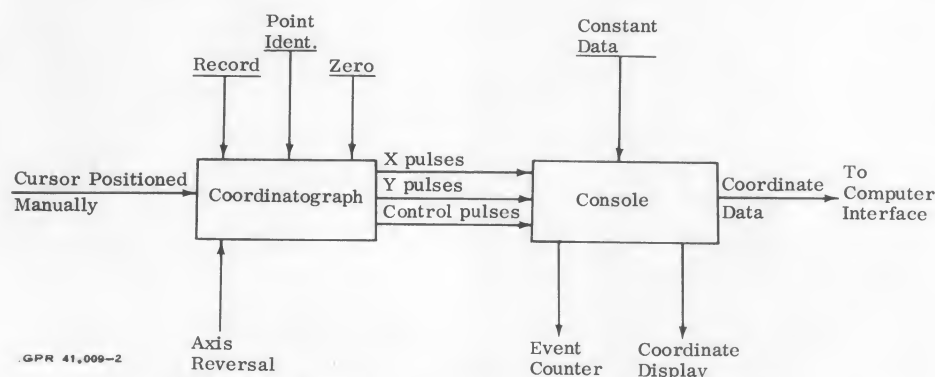 Point
Ident.
Record
Zero
Constant
Data
Cursor Positioned
Manually
Coordinatograph
X pulses
Y pulses
Control pulses
Console
Coordinate
Data
To
Computer
Interface
Axis
Reversal
Event
Counter
Coordinate
Display
GPR 41,009-2